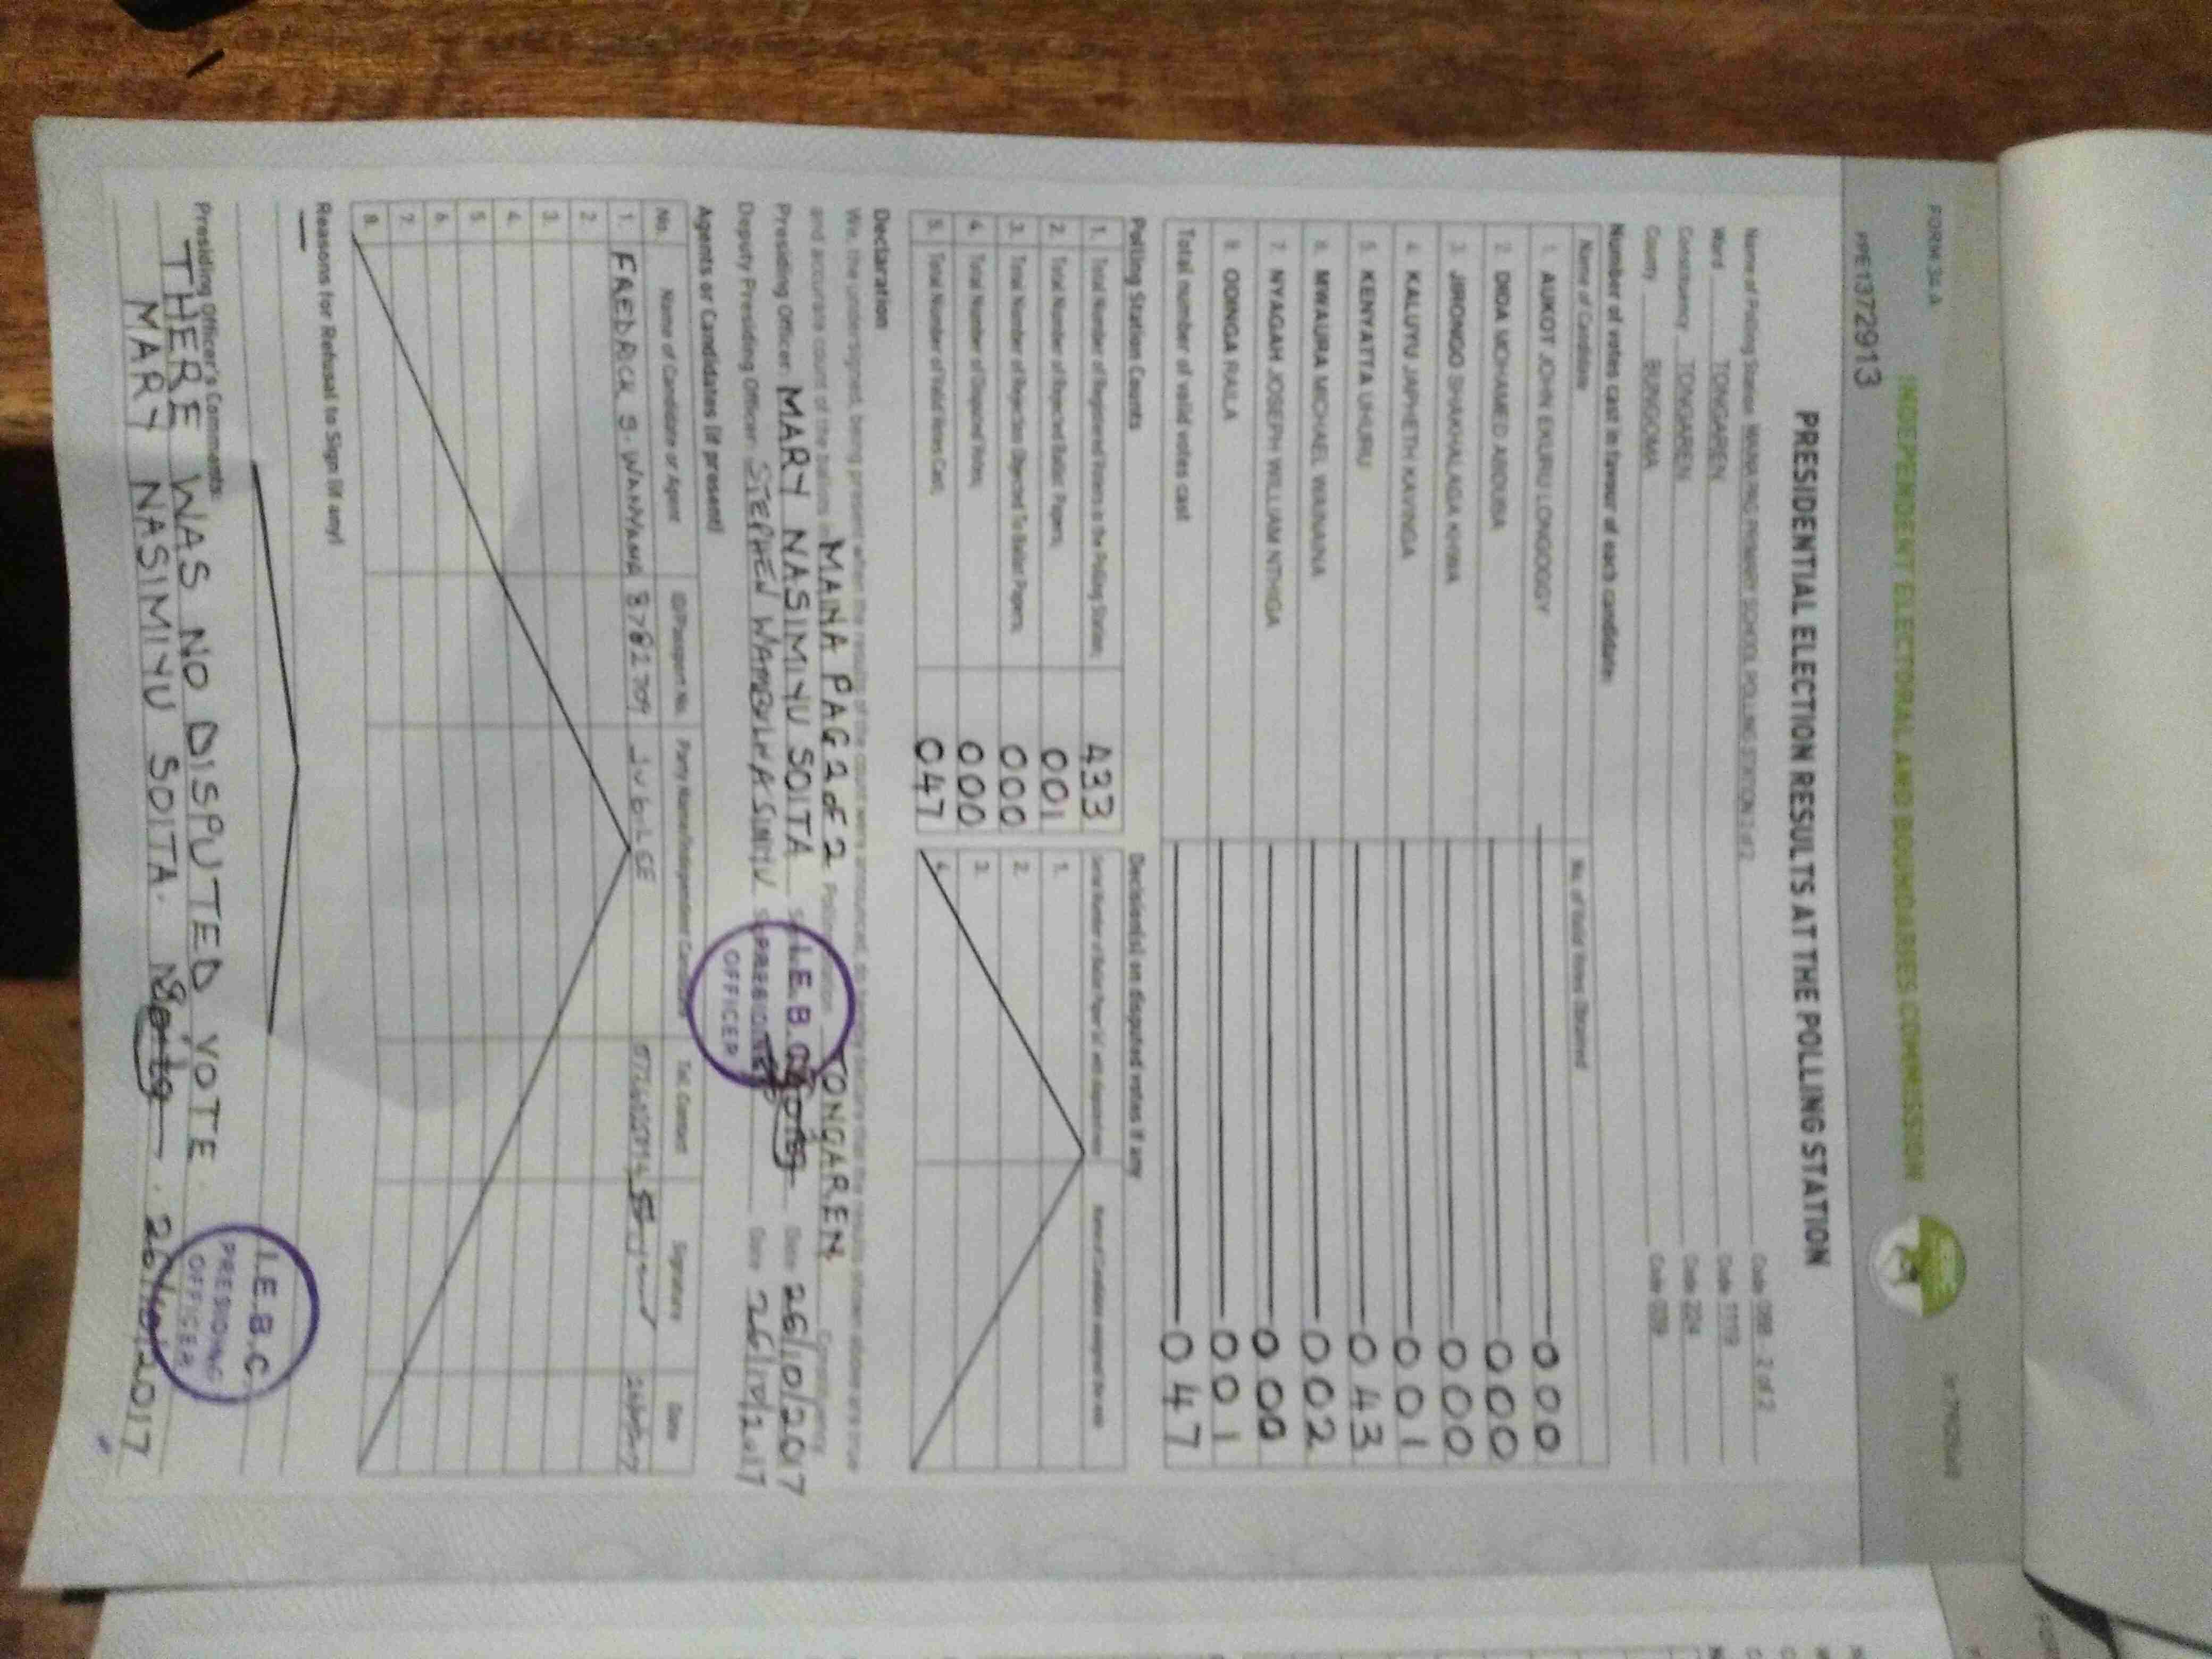 FORM 34 A
INDEPENDENT ELECTORAL AND BOUNDARIES COMMISSION
PE13729​13
PRESIDENTIAL ELECTION RESULTS AT THE POLLING STATION
Name of Polling Station MAINA PAG PRIMARY SCHOOL POLLING STATION 2 of 2 Code 098 - 2 of 2
Ward TONGAREN Code 1119
Constituency TONGAREN Code 224
County BUNGOMA Code 039
Number of votes cast in favour of each candidate:
Name of Candidate No. of Valid Votes Obtained
1. AUKOT JOHN EKURU LONGOGGY 000
2. DIDA MOHAMED ABDUBA 000
3. JIRONGO SHAKHALAGA KHWA 000
4. KALUYU JAPHETH KAVINGA 001
5. KENYATTA UHURU 043
6. MWAURA MICHAEL WAINAINA 002
7. NYAGAH JOSEPH WILLIAM NTHIGA 000
8. ODINGA RAILA 001
Total number of valid votes cast 047
Polling Station Counts
1. Total Number of Registered Voters in the Polling Station; 433
2. Total Number of Rejected Ballot Papers; 001
3. Total Number of Rejection Objected To Ballot Papers; 000
4. Total Number of Disputed Votes; 000
5. Total Number of Valid Votes Cast; 047
Decision(s) on disputed votes if any
Serial Number of Ballot Paper (s) with dispute/issue Name of Candidate assigned the vote
1.
2.
3.
4.
Declaration
We, the undersigned, being present when the results of the count were announced, do hereby declare that the results shown above are true
and accurate count of the ballots in MAINA PAG 2 of 2 Polling Station TONGAREN Constituency
Presiding Officer MARY NASIMIYU SOITA Date 26/10/2017
Deputy Presiding Officer STEPHEN WAMBULWA SIMIYU Date 26/10/2017
I.E.B.C
PRESIDING
OFFICER
Agents or Candidates (if present)
No. Name of Candidate or Agent ID/Passport No. Party Name/Independent Candidate Tel. Contact Signature Date
1. FREDRICK S. WANYAMA 8782709 JubiLEE
2.
3.
4.
5.
6.
7.
8.
Reasons for Refusal to Sign (if any)
Presiding Officer's Comments:
THERE WAS NO DISPUTED VOTE.
MARY NASIMIYU SOITA. 26/10/2017
I.E.B.C
PRESIDING
OFFICER